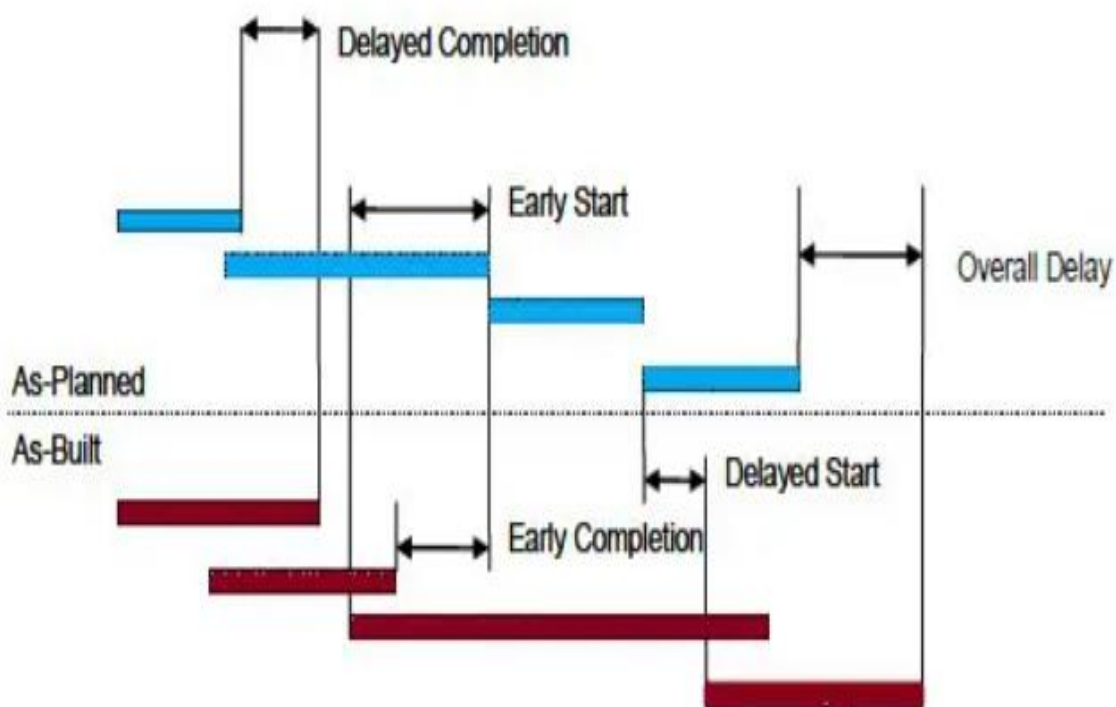 Delayed Completion
Early Start
Overall Delay
As-Planned
As-Built
Delayed Start
Early Completion